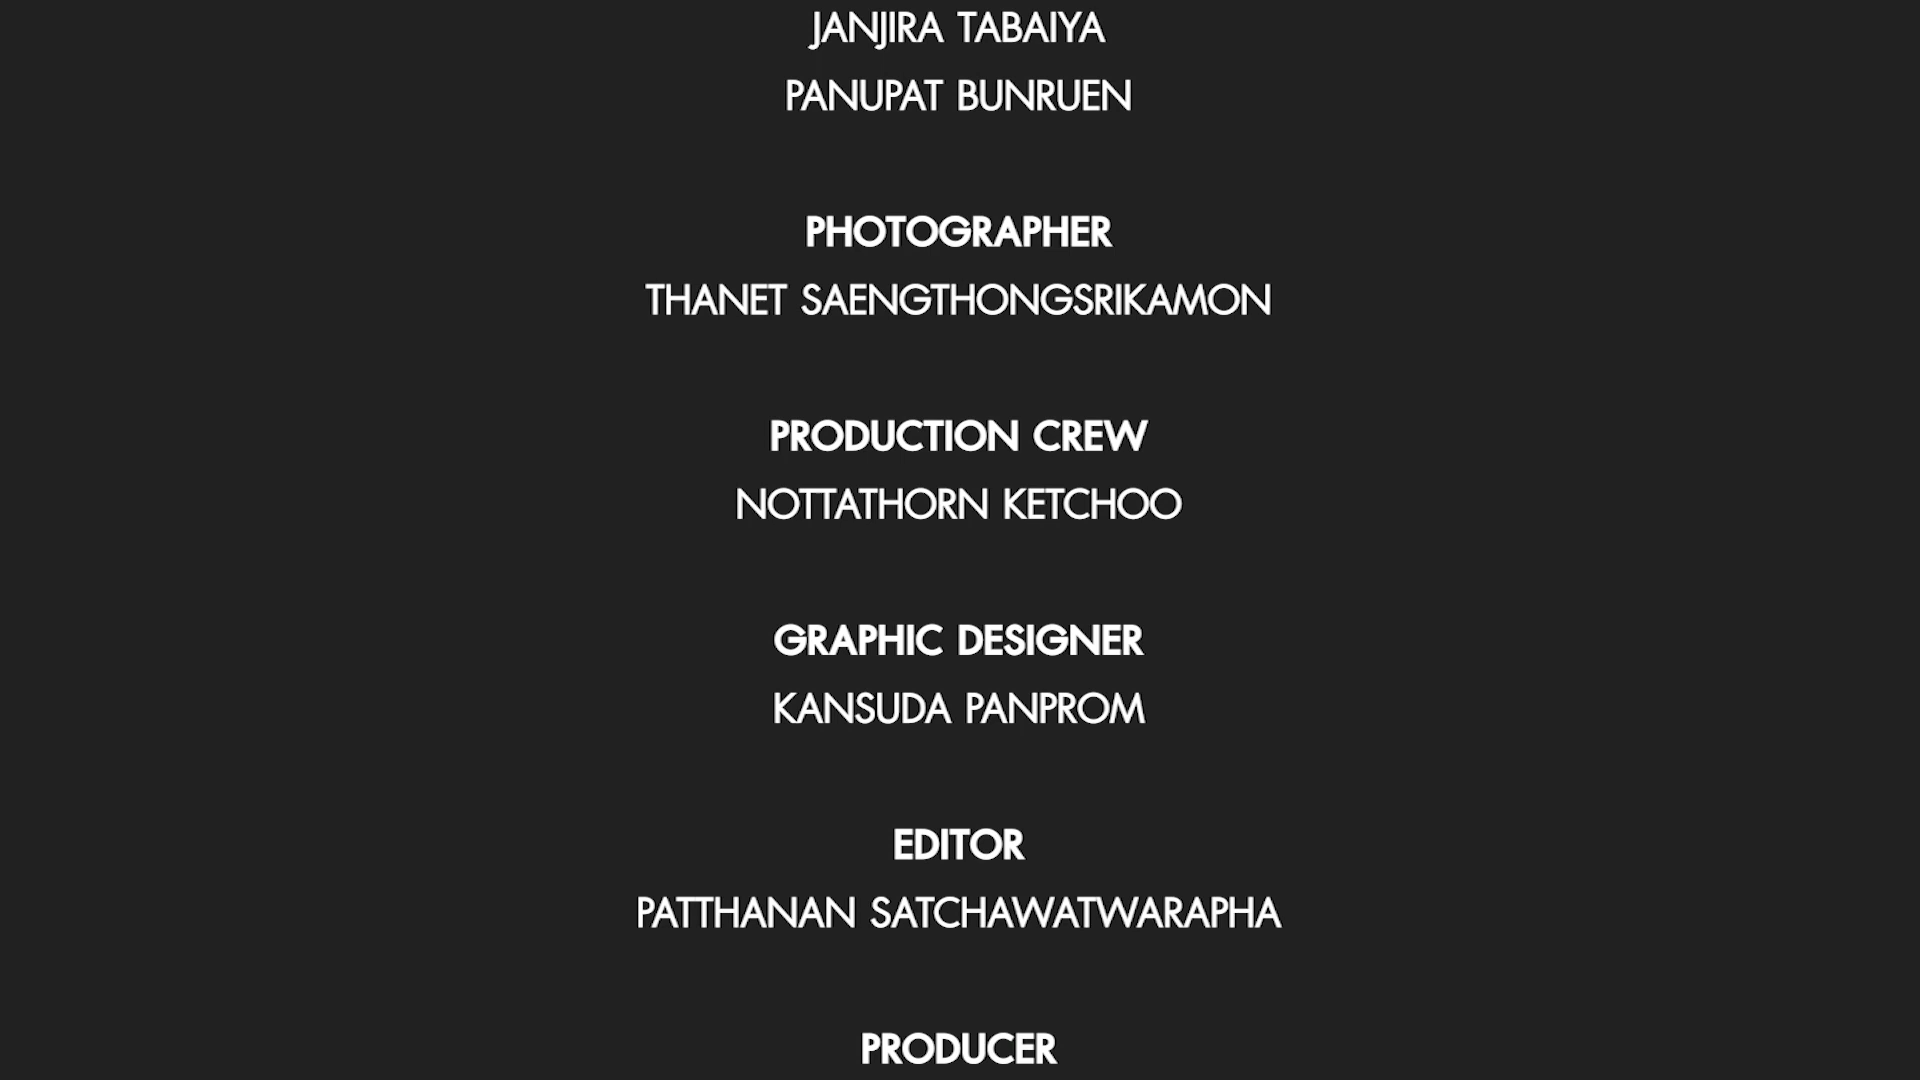 JANJIRA TABAIYA
PANUPAT BUNRUEN
PHOTOGRAPHER
THANET SAENGTHONGSRIKAMON
PRODUCTION CREW
NOTTATHORN KETCHOO
GRAPHIC DESIGNER
KANSUDA PANPROM
EDITOR
PATTHANAN SATCHAWATWARAPHA
PRODUCER